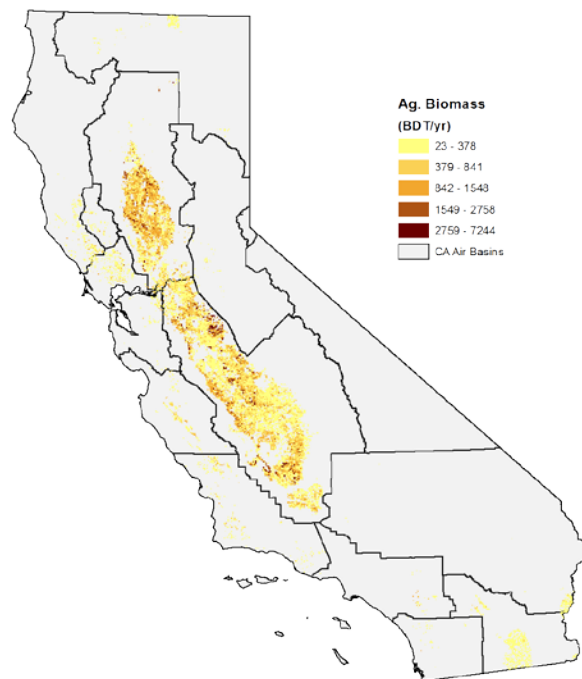 Ag. Biomass
(BDT/yr)
23 - 378
379 - 841
842 - 1548
1549 - 2758
2759 - 7244
CA Air Basins